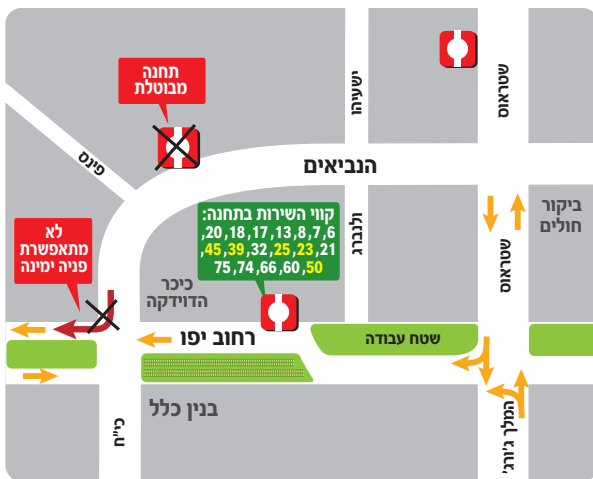 תחנה
מבוטלת
ישעיהו
שטראוס
פינס
הנביאים
קווי השירות בתחנה:
6,7,8,13,17,18,20,
21,23,25,32,39,45,
50,60,66,74,75
ולנברג
שטראוס
ביקור
חולים
לא
מתאפשרת
פניה ימינה
כיכר
הדוידקה
רחוב יפו
שטח עבודה
בנין כלל
כי״ח
המלך ג׳ורג׳